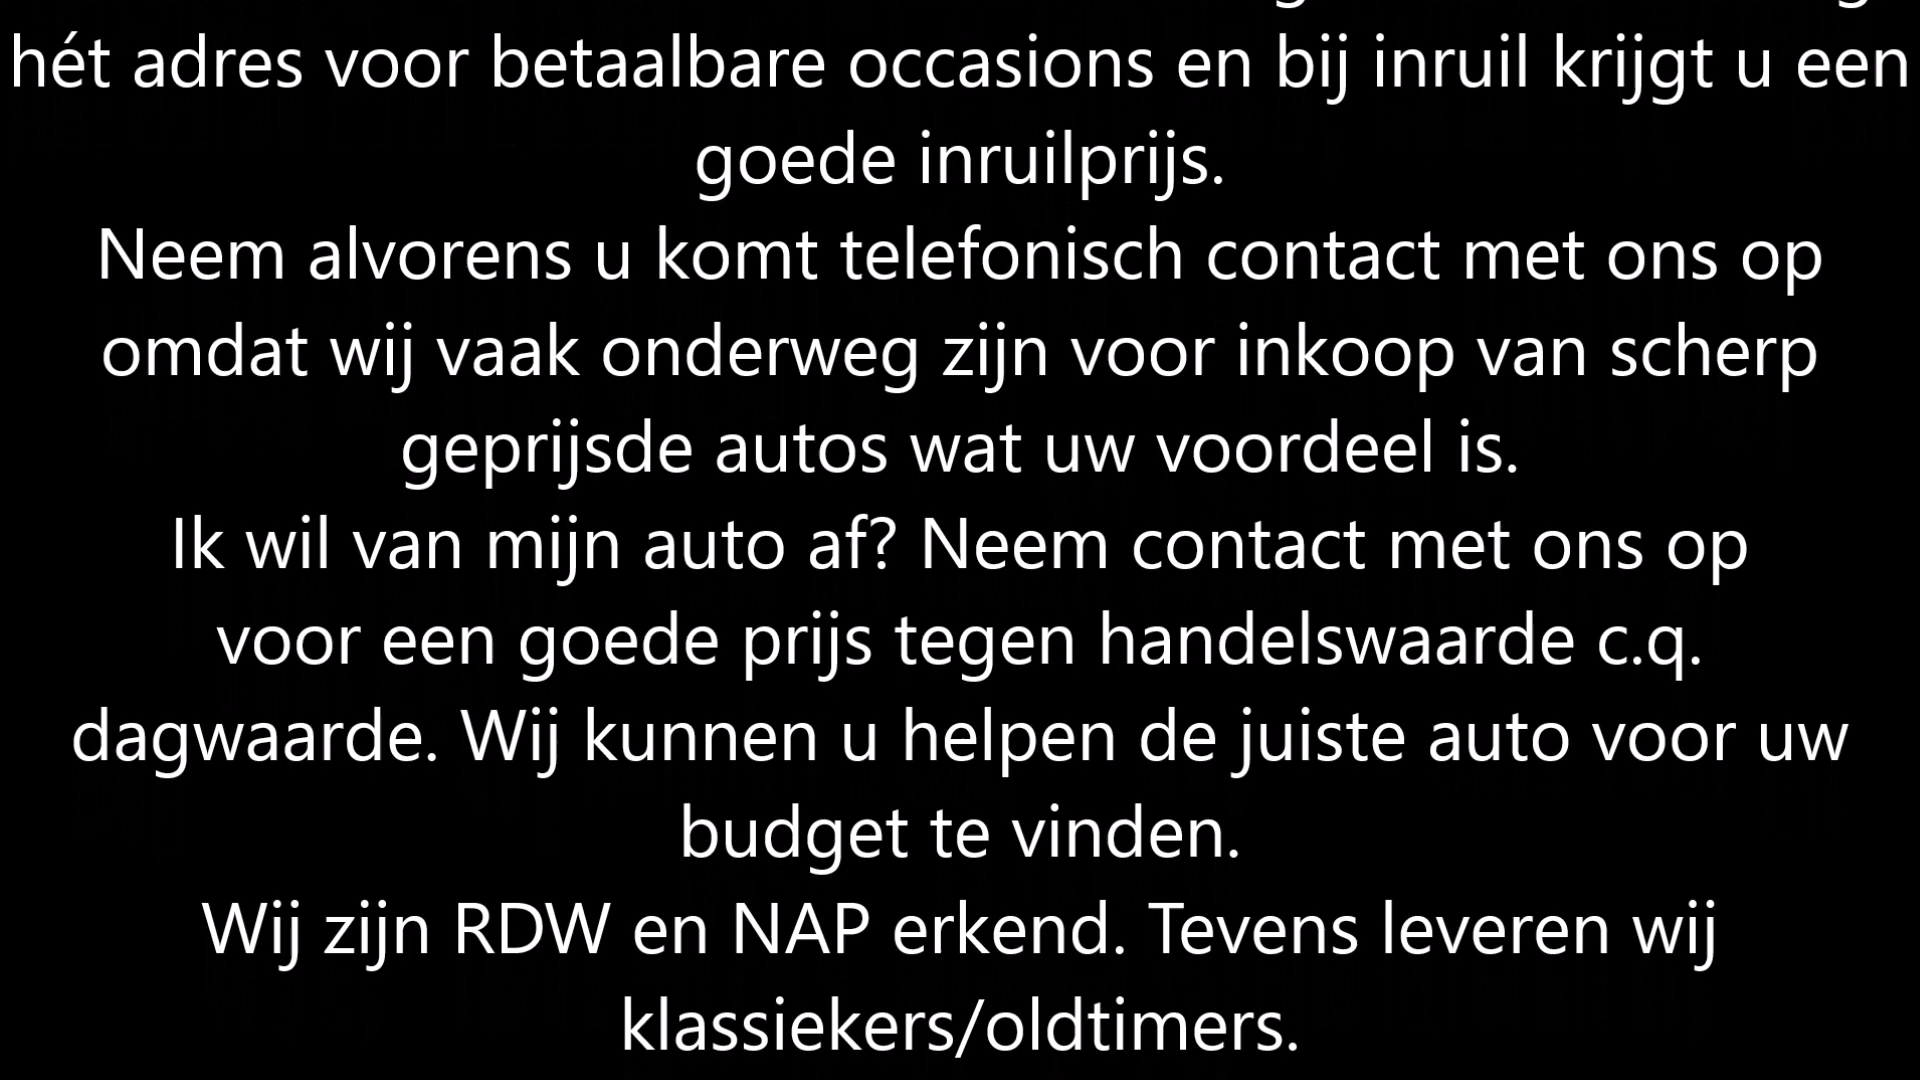 hét adres voor betaalbare occasions en bij inruil krijgt u een
goede inruilprijs.
Neem alvorens u komt telefonisch contact met ons op
omdat wij vaak onderweg zijn voor inkoop van scherp
geprijsde autos wat uw voordeel is.
Ik wil van mijn auto af? Neem contact met ons op
voor een goede prijs tegen handelswaarde c.q.
dagwaarde. Wij kunnen u helpen de juiste auto voor uw
budget te vinden.
Wij zijn RDW en NAP erkend. Tevens leveren wij
klassiekers/oldtimers.